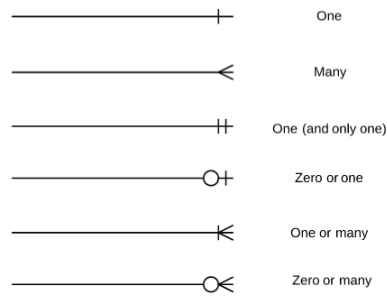 One
Many
One (and only one)
Zero or one
One or many
Zero or many